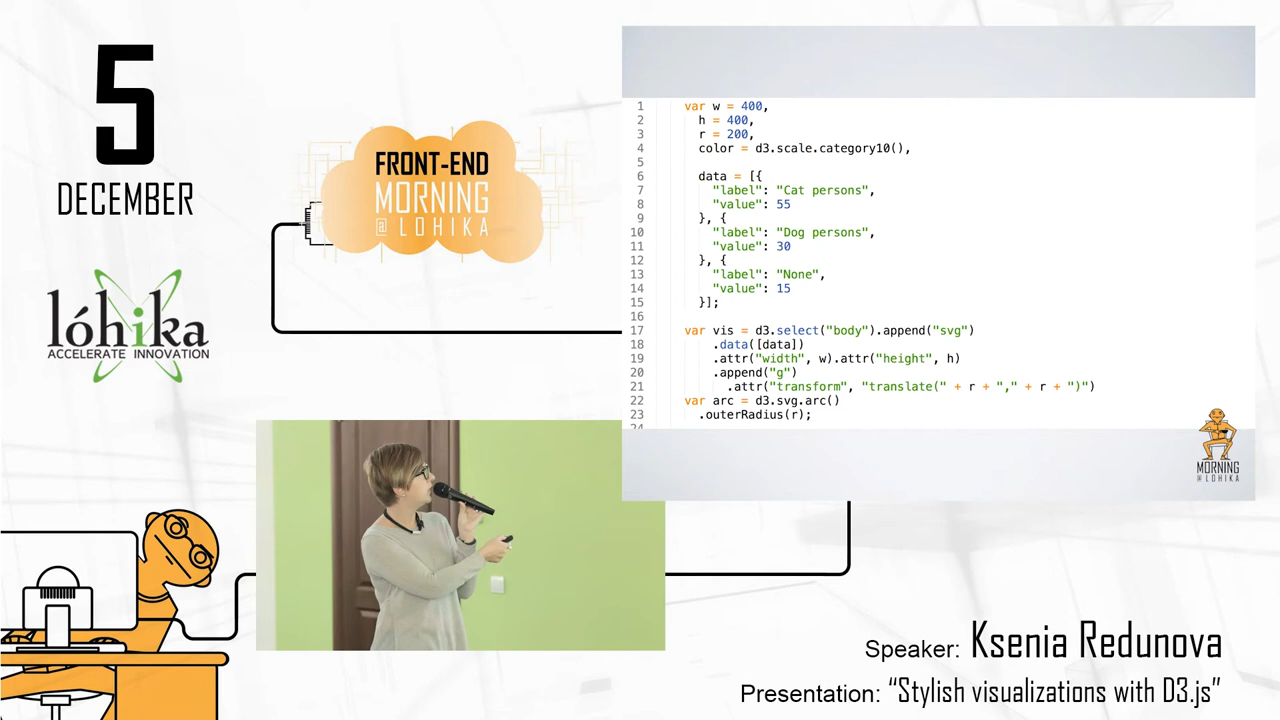 5
DECEMBER
lóhika
ACCELERATE INNOVATION
FRONT-END
MORNING
@LOHIKA
1 var w = 400,
2 h = 400,
3 r = 200,
4 color = d3.scale.category10(),
5
6 data = [{
7 "label": "Cat persons",
8 "value": 55
9 }, {
10 "label": "Dog persons",
11 "value": 30
12 }, {
13 "label": "None",
14 "value": 15
15 }];
16
17 var vis = d3.select("body").append("svg")
18 .data([data])
19 .attr("width", w).attr("height", h)
20 .append("g")
21 .attr("transform", "translate(" + r + "," + r + ")")
22 var arc = d3.svg.arc()
23 .outerRadius(r);
24
MORNING
@LOHIKA
Speaker: Ksenia Redunova
Presentation: “Stylish visualizations with D3.js”